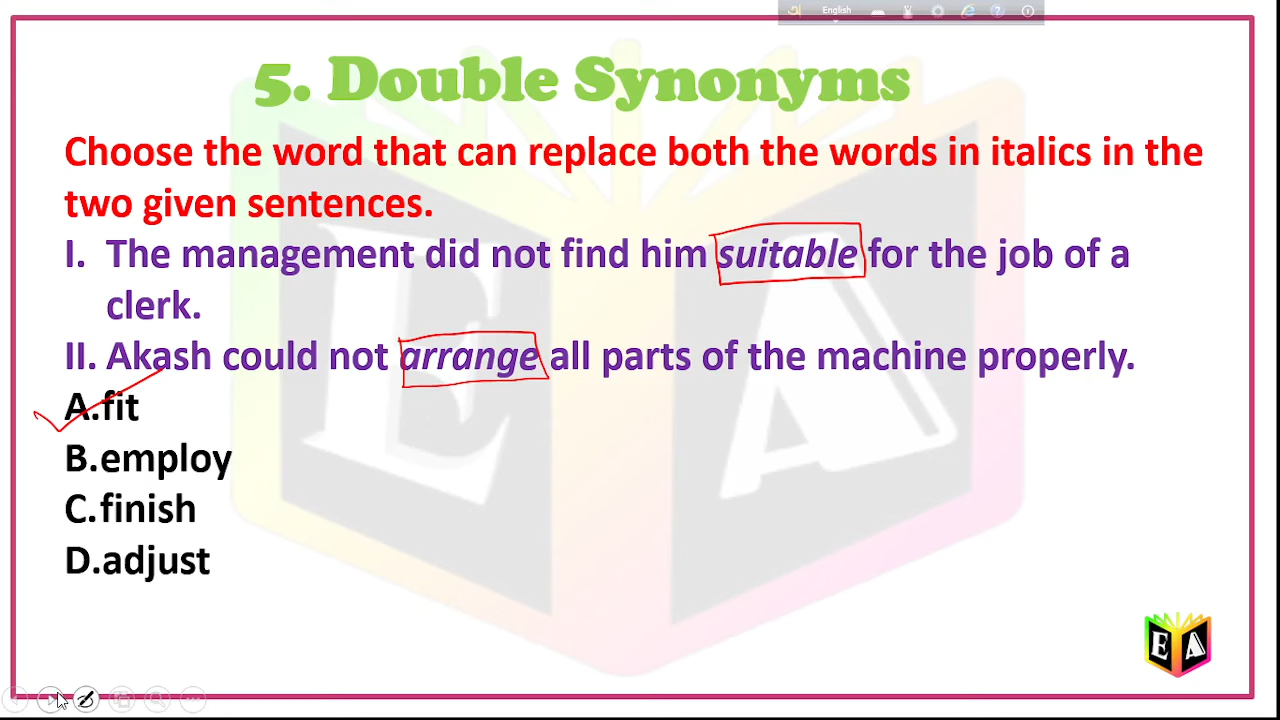 English
5. Double Synonyms
Choose the word that can replace both the words in italics in the
two given sentences.
I. The management did not find him suitable for the job of a
clerk.
II. Akash could not arrange all parts of the machine properly.
A.fit
B.employ
C.finish
D.adjust
E A
E A